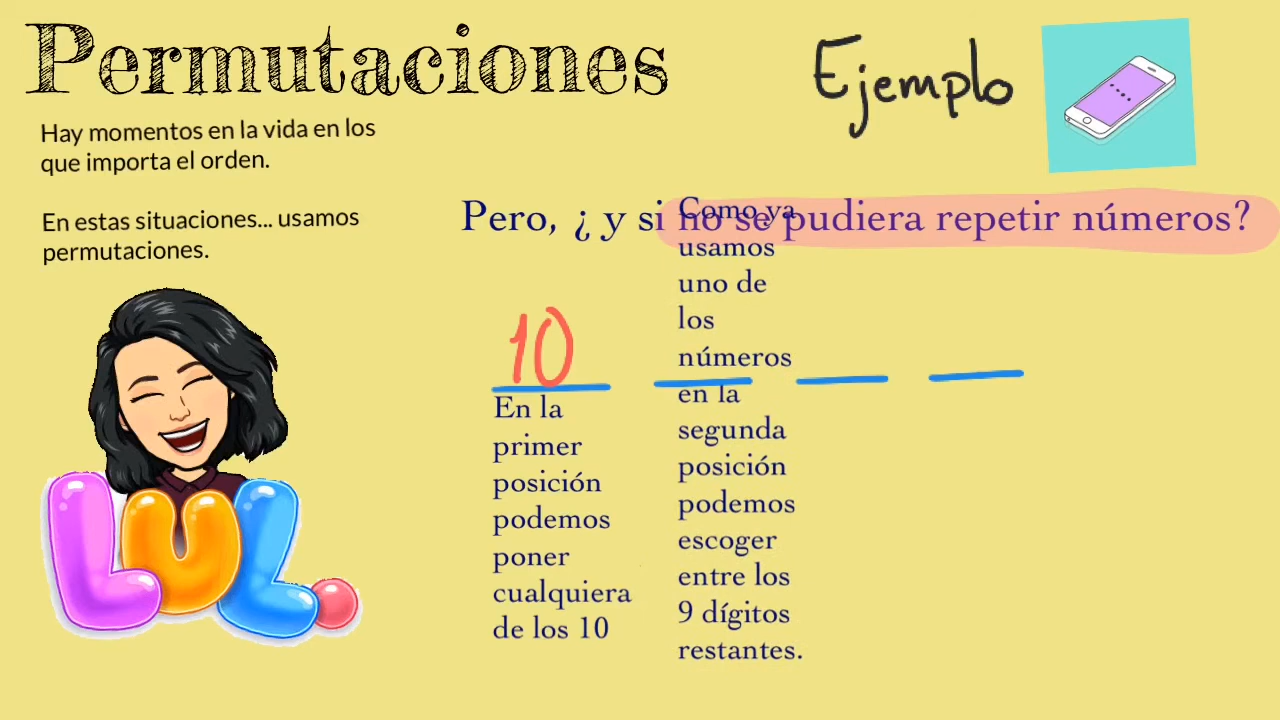 Permutaciones
Hay momentos en la vida en los
que importa el orden.
En estas situaciones... usamos
permutaciones.
LOL.
Ejemplo
Pero, ¿ y si no se pudiera repetir números?
10
En la
primer
posición
podemos
poner
cualquiera
de los 10
Como ya
usamos
uno de
los
números
en la
segunda
posición
podemos
escoger
entre los
9 dígitos
restantes.